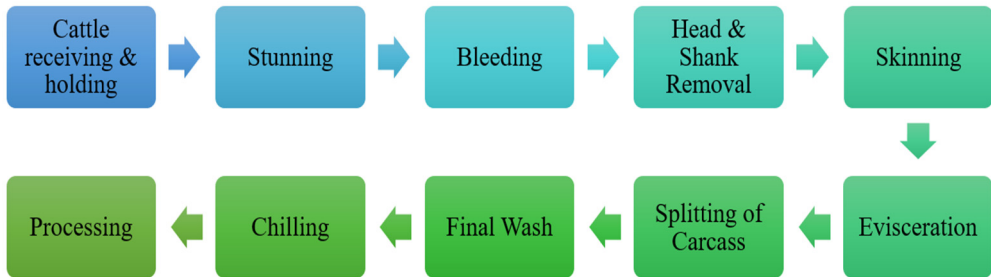 Cattle
receiving &
holding
Stunning
Bleeding
Head &
Shank
Removal
Skinning
Evisceration
Splitting of
Carcass
Final Wash
Chilling
Processing